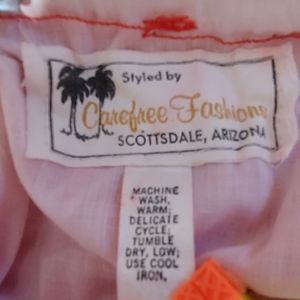 Styled by
Carefree Fashions
SCOTTSDALE, ARIZONA
MACHINE
WASH,
WARM;
DELICATE
CYCLE;
TUMBLE
DRY, LOW;
USE COOL
IRON.